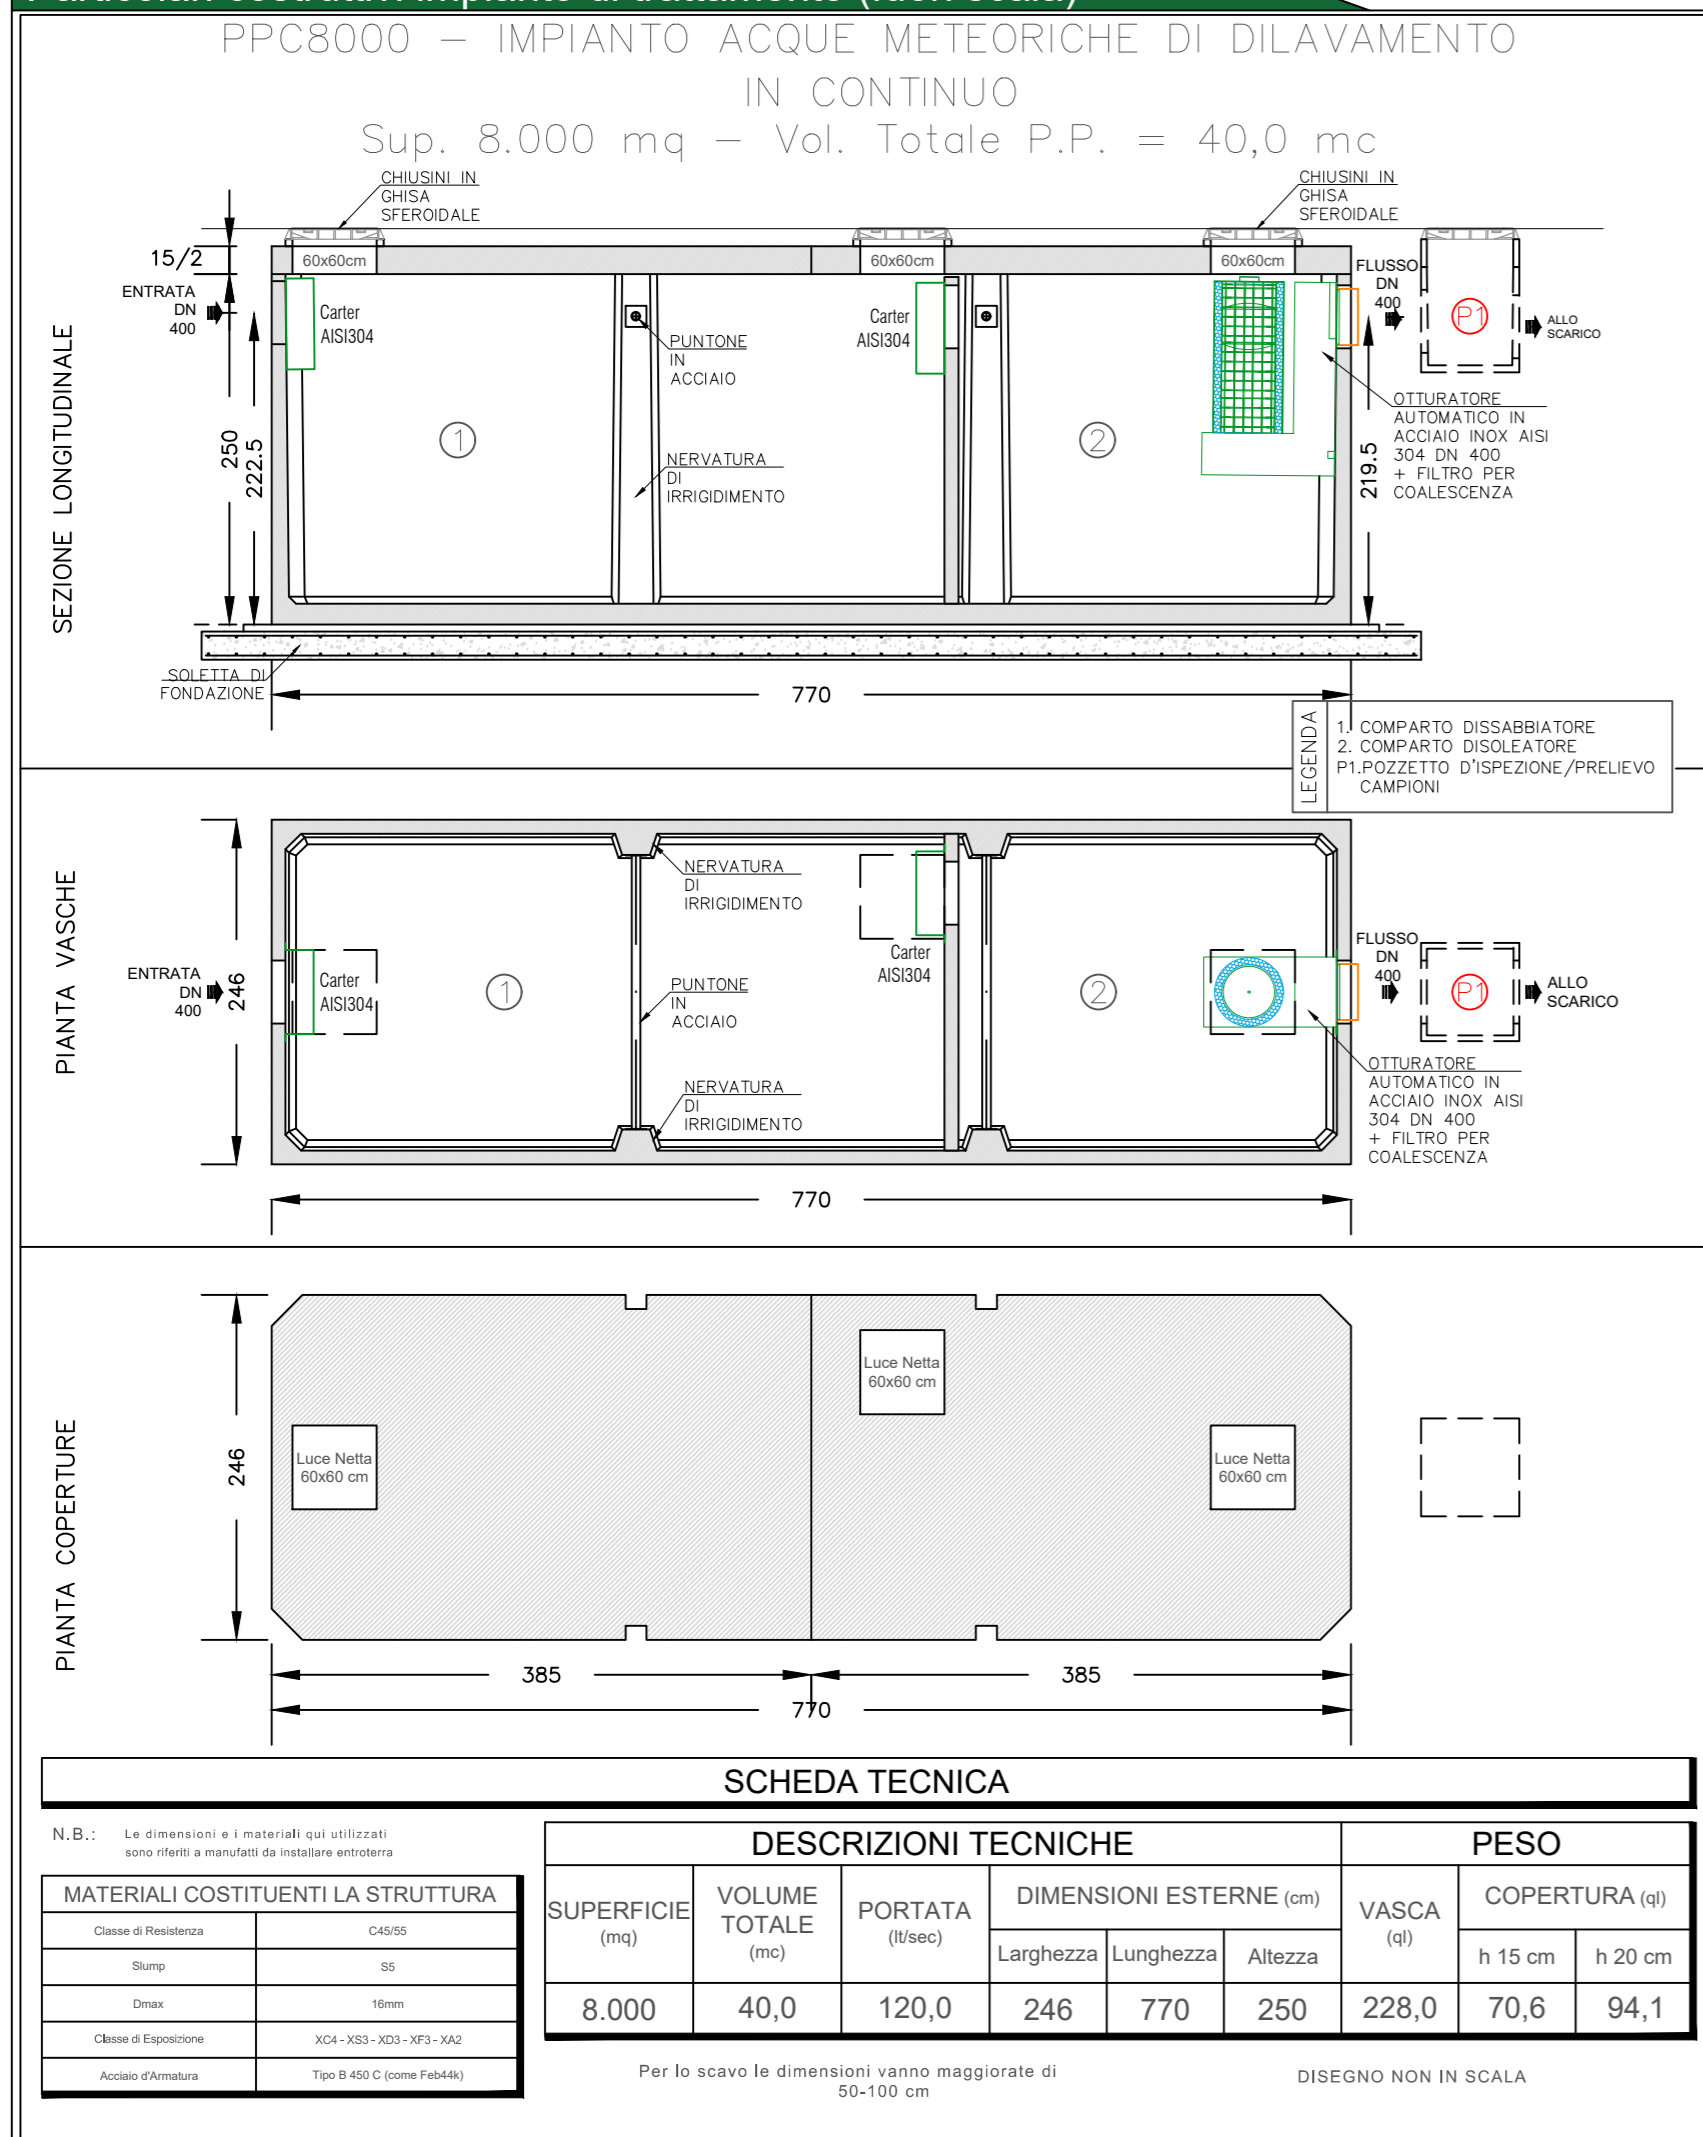 PPC8000 – IMPIANTO ACQUE METEORICHE DI DILAVAMENTO
IN CONTINUO
Sup. 8.000 mq – Vol. Totale P.P. = 40,0 mc
SEZIONE LONGITUDINALE
CHIUSINI IN
GHISA
SFEROIDALE
CHIUSINI IN
GHISA
SFEROIDALE
15/2
60x60cm
60x60cm
60x60cm
ENTRATA
DN
400
Carter
AISI304
PUNTONE
IN
ACCIAIO
Carter
AISI304
FLUSSO
DN
400
P1
ALLO
SCARICO
250
222.5
1
NERVATURA
DI
IRRIGIDIMENTO
2
219.5
OTTURATORE
AUTOMATICO IN
ACCIAIO INOX AISI
304 DN 400
+ FILTRO PER
COALESCENZA
SOLETTA DI
FONDAZIONE
770
LEGENDA
1. COMPARTO DISSABBIATORE
2. COMPARTO DISOLEATORE
P1.POZZETTO D'ISPEZIONE/PRELIEVO
CAMPIONI
PIANTA VASCHE
246
ENTRATA
DN
400
Carter
AISI304
1
NERVATURA
DI
IRRIGIDIMENTO
PUNTONE
IN
ACCIAIO
NERVATURA
DI
IRRIGIDIMENTO
Carter
AISI304
2
FLUSSO
DN
400
P1
ALLO
SCARICO
OTTURATORE
AUTOMATICO IN
ACCIAIO INOX AISI
304 DN 400
+ FILTRO PER
COALESCENZA
770
PIANTA COPERTURE
246
Luce Netta
60x60 cm
Luce Netta
60x60 cm
Luce Netta
60x60 cm
385
385
770
SCHEDA TECNICA
N.B.: Le dimensioni e i materiali qui utilizzati
sono riferiti a manufatti da installare entroterra
MATERIALI COSTITUENTI LA STRUTTURA
Classe di Resistenza C45/55
Slump S5
Dmax 16mm
Classe di Esposizione XC4 - XS3 - XD3 - XF3 - XA2
Acciaio d'Armatura Tipo B 450 C (come Feb44k)
DESCRIZIONI TECNICHE PESO
SUPERFICIE
(mq)
VOLUME
TOTALE
(mc)
PORTATA
(lt/sec)
DIMENSIONI ESTERNE (cm)
Larghezza Lunghezza Altezza
VASCA
(ql)
COPERTURA (ql)
h 15 cm h 20 cm
8.000 40,0 120,0 246 770 250 228,0 70,6 94,1
Per lo scavo le dimensioni vanno maggiorate di
50-100 cm
DISEGNO NON IN SCALA